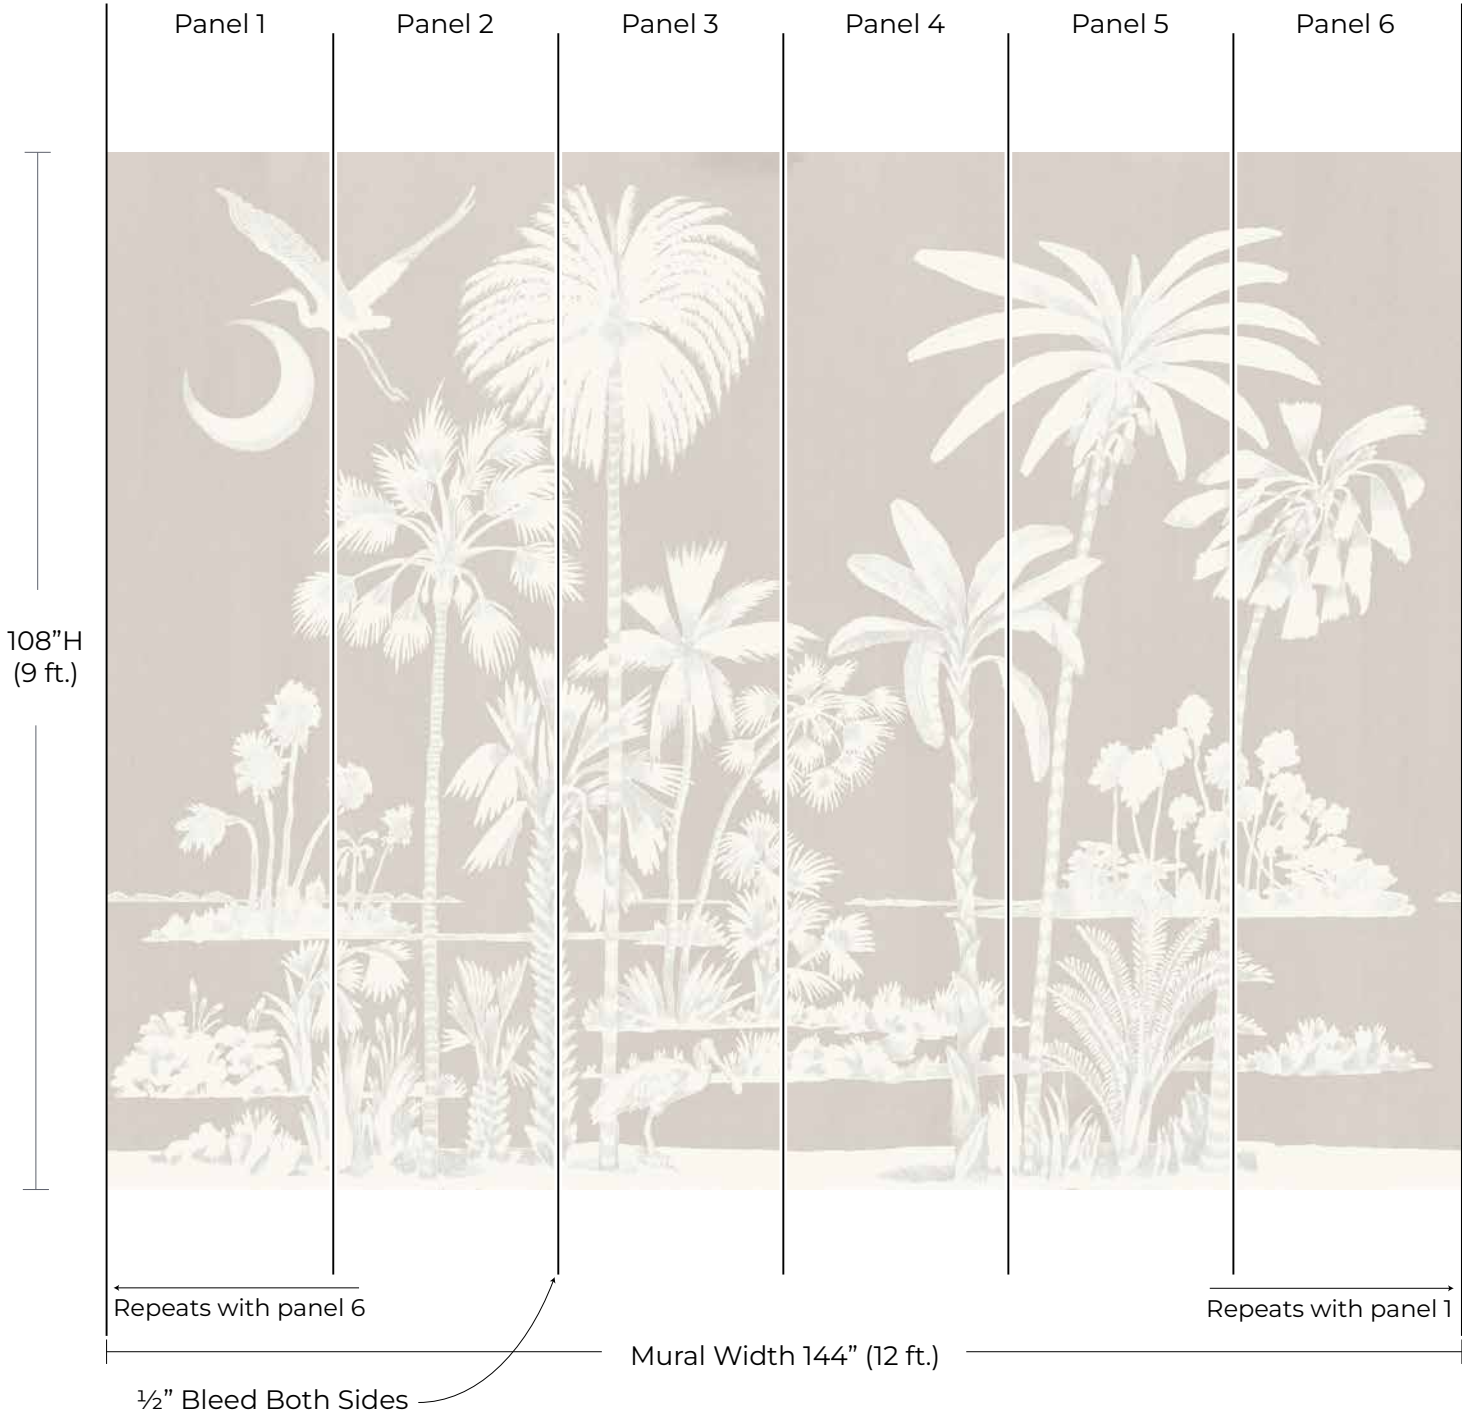 Panel 1
Panel 2
Panel 3
Panel 4
Panel 5
Panel 6
108”H
(9 ft.)
Repeats with panel 6
Repeats with panel 1
Mural Width 144” (12 ft.)
½” Bleed Both Sides